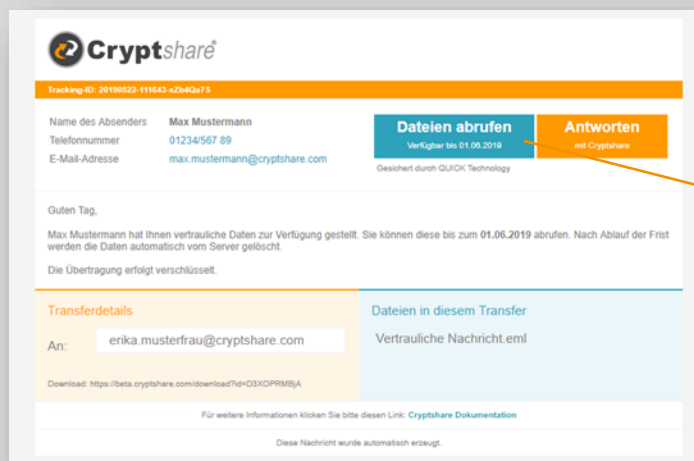 Cryptshare®
Tracking-ID: 20190522-111643-xZb4Qa7S
Name des Absenders Max Mustermann
Telefonnummer 01234/567 89
E-Mail-Adresse max.mustermann@cryptshare.com
Dateien abrufen
Verfügbar bis 01.06.2019
Antworten
mit Cryptshare
Gesichert durch QUICK Technology
Guten Tag,
Max Mustermann hat Ihnen vertrauliche Daten zur Verfügung gestellt. Sie können diese bis zum 01.06.2019 abrufen. Nach Ablauf der Frist
werden die Daten automatisch vom Server gelöscht.
Die Übertragung erfolgt verschlüsselt.
Transferdetails
An: erika.musterfrau@cryptshare.com
Download: https://beta.cryptshare.com/download?id=D3XOPRMBjA
Dateien in diesem Transfer
Vertrauliche Nachricht.eml
Für weitere Informationen klicken Sie bitte diesen Link: Cryptshare Dokumentation
Diese Nachricht wurde automatisch erzeugt.